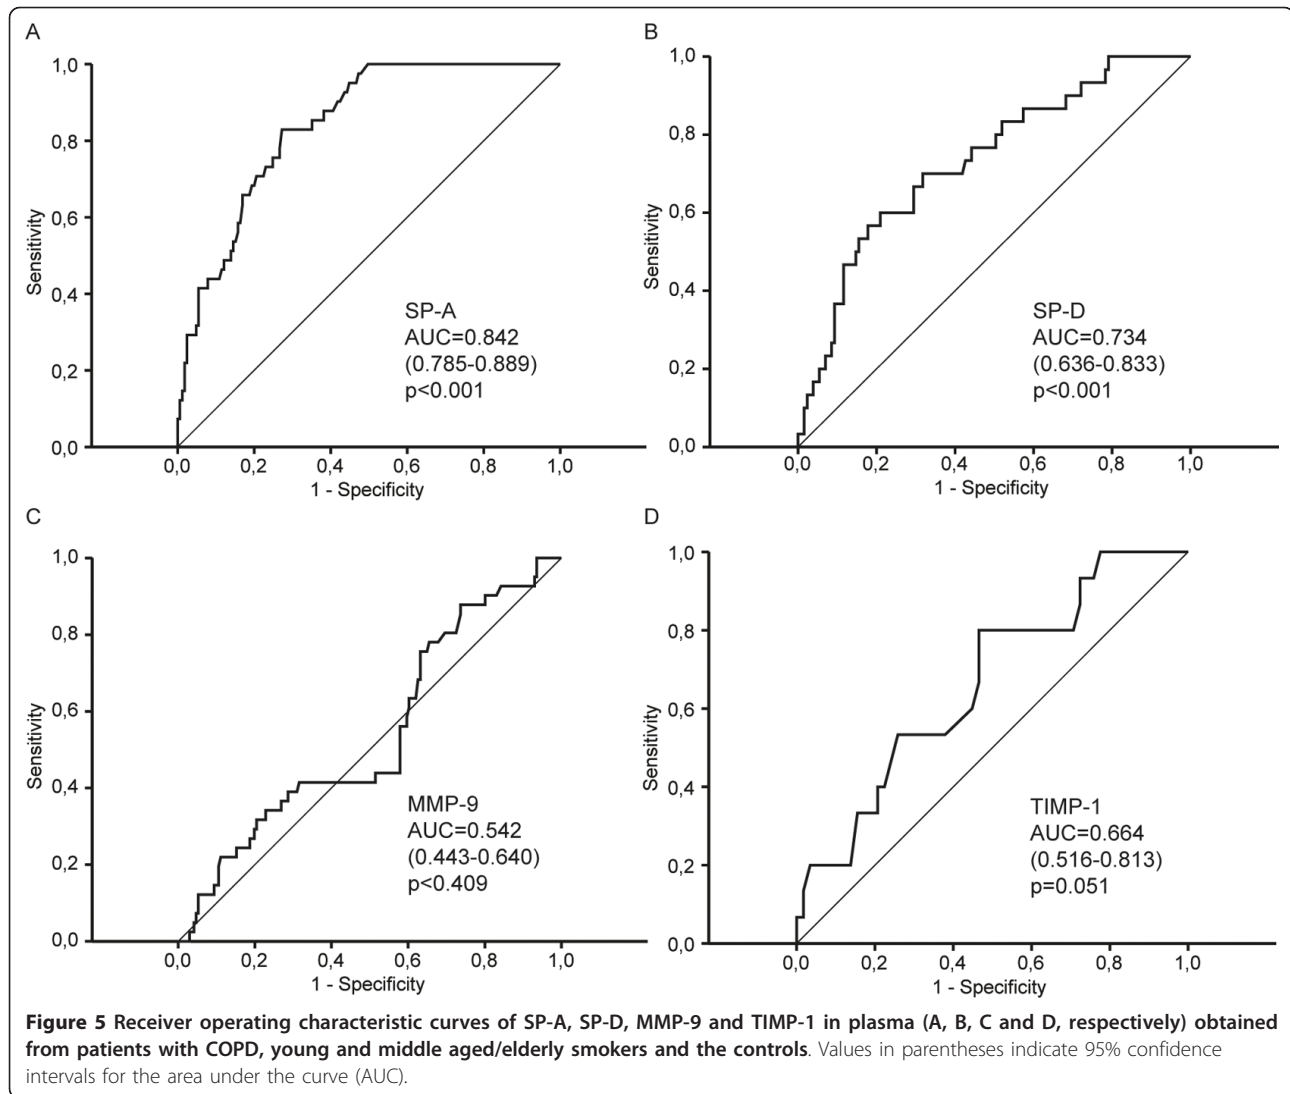 A
1,0
0,8
0,6
0,4
0,2
0,0
Sensitivity
SP-A
AUC=0.842
(0.785-0.889)
p<0.001
0,0 0,2 0,4 0,6 0,8 1,0
1 - Specificity
B
1,0
0,8
0,6
0,4
0,2
0,0
Sensitivity
SP-D
AUC=0.734
(0.636-0.833)
p<0.001
0,0 0,2 0,4 0,6 0,8 1,0
1 - Specificity
C
1,0
0,8
0,6
0,4
0,2
0,0
Sensitivity
MMP-9
AUC=0.542
(0.443-0.640)
p<0.409
0,0 0,2 0,4 0,6 0,8 1,0
1 - Specificity
D
1,0
0,8
0,6
0,4
0,2
0,0
Sensitivity
TIMP-1
AUC=0.664
(0.516-0.813)
p=0.051
0,0 0,2 0,4 0,6 0,8 1,0
1 - Specificity
Figure 5 Receiver operating characteristic curves of SP-A, SP-D, MMP-9 and TIMP-1 in plasma (A, B, C and D, respectively) obtained
from patients with COPD, young and middle aged/elderly smokers and the controls. Values in parentheses indicate 95% confidence
intervals for the area under the curve (AUC).